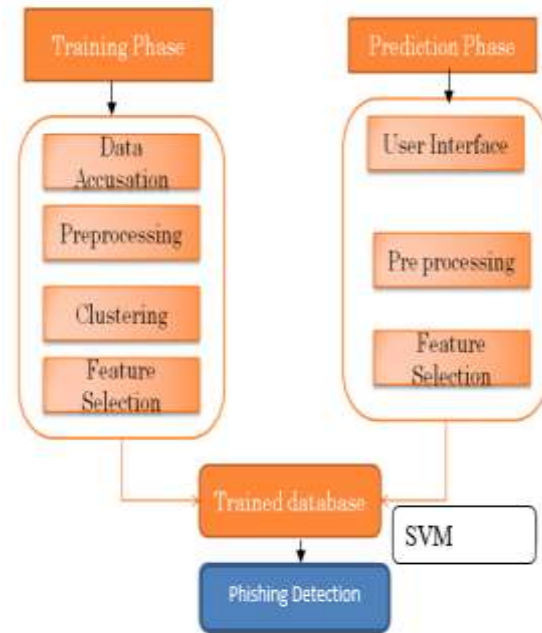 Training Phase
Data
Accusation
Preprocessing
Clustering
Feature
Selection
Prediction Phase
User Interface
Pre processing
Feature
Selection
Trained database
SVM
Phishing Detection